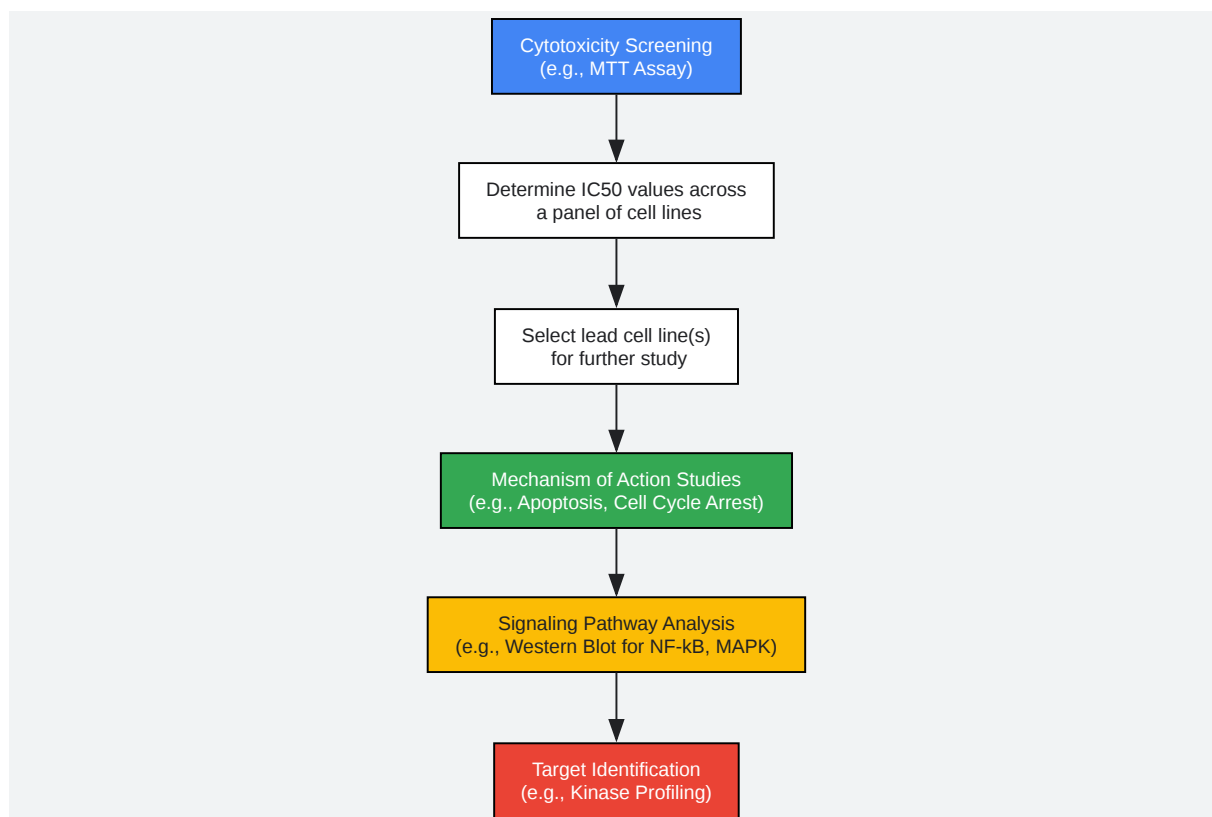 Cytotoxicity Screening
(e.g., MTT Assay)
Determine IC50 values across
a panel of cell lines
Select lead cell line(s)
for further study
Mechanism of Action Studies
(e.g., Apoptosis, Cell Cycle Arrest)
Signaling Pathway Analysis
(e.g., Western Blot for NF-kB, MAPK)
Target Identification
(e.g., Kinase Profiling)